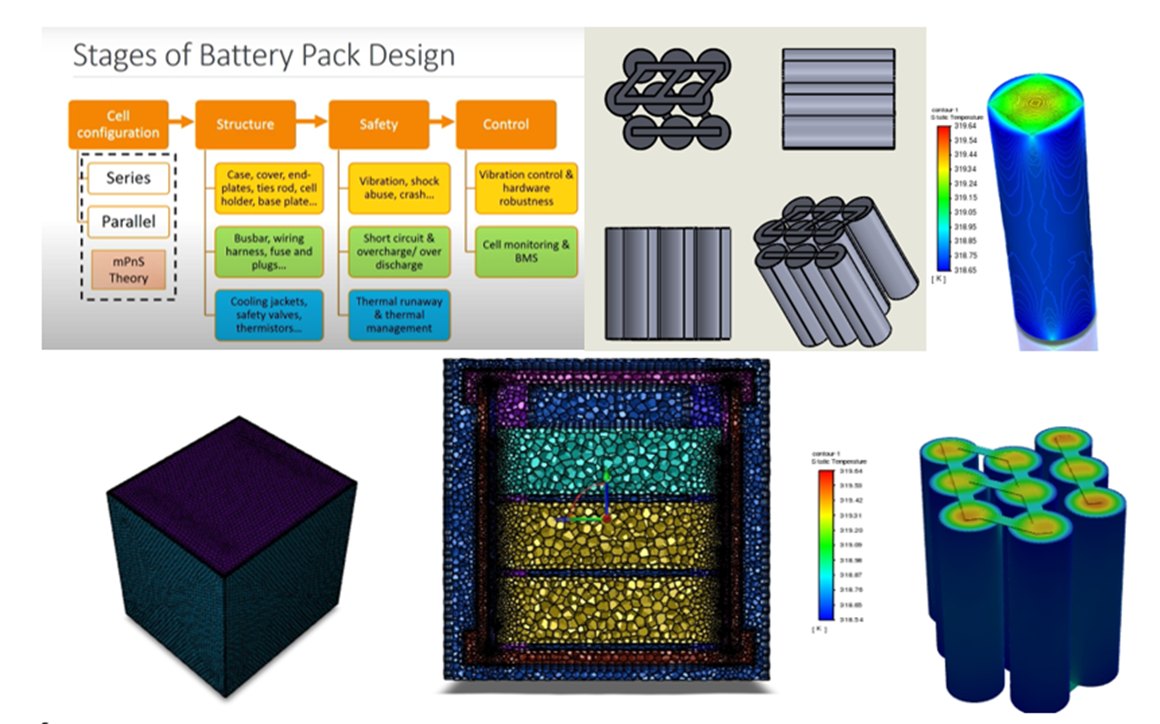 Stages of Battery Pack Design
Cell
configuration
Structure
Safety
Control
Series
Parallel
mPnS
Theory
Case, cover, end-
plates, ties rod, cell
holder, base plate...
Busbar, wiring
harness, fuse and
plugs...
Cooling jackets,
safety valves,
thermistors...
Vibration, shock
abuse, crash...
Short circuit &
overcharge/ over
discharge
Thermal runaway
& thermal
management
Vibration control &
hardware
robustness
Cell monitoring &
BMS
contour-1
Static Temperature
319.64
319.54
319.44
319.34
319.24
319.15
319.05
318.95
318.85
318.75
318.65
[ K ]
contour-1
Static Temperature
319.64
319.53
319.42
319.31
319.20
319.09
318.98
318.87
318.76
318.65
318.54
[ K ]